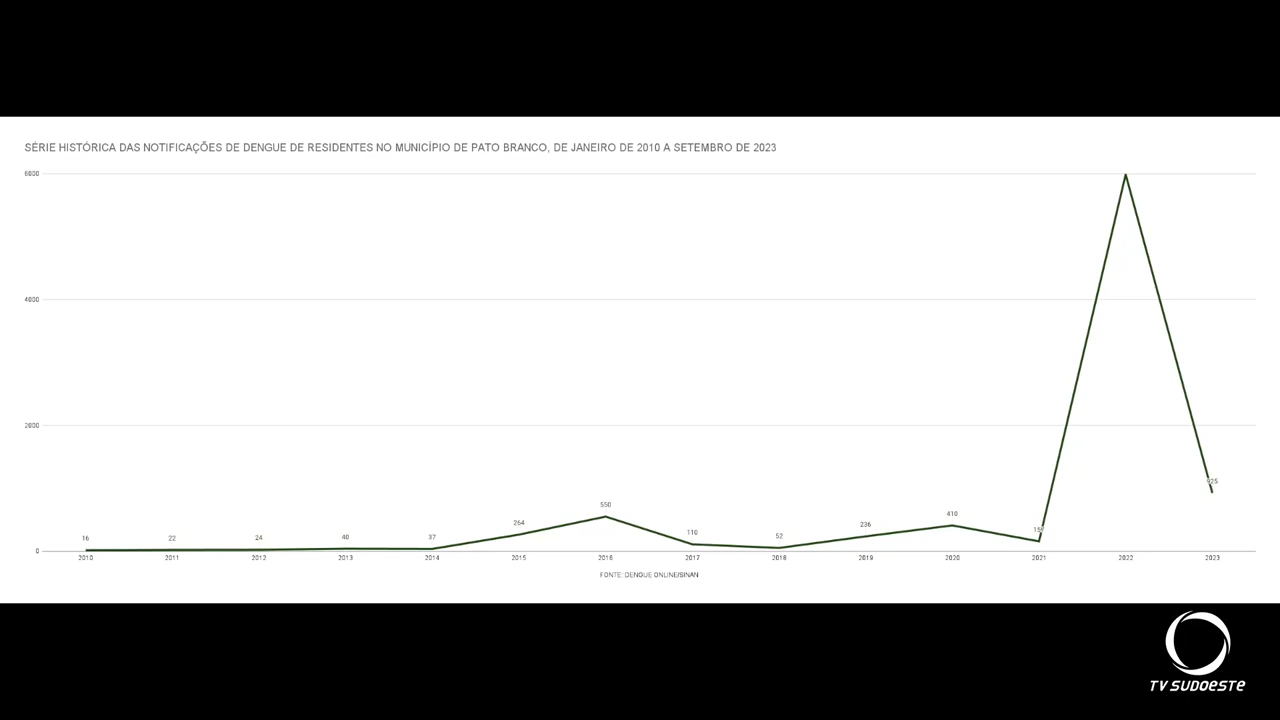 SÉRIE HISTÓRICA DAS NOTIFICAÇÕES DE DENGUE DE RESIDENTES NO MUNICÍPIO DE PATO BRANCO, DE JANEIRO DE 2010 A SETEMBRO DE 2023
6000
4000
2000
0
16 22 24 40 37 264 550 110 52 236 410 925
2010 2011 2012 2013 2014 2015 2016 2017 2018 2019 2020 2021 2022 2023
FONTE: DENGUE ONLINE/SINAN
TV SUDOESTE